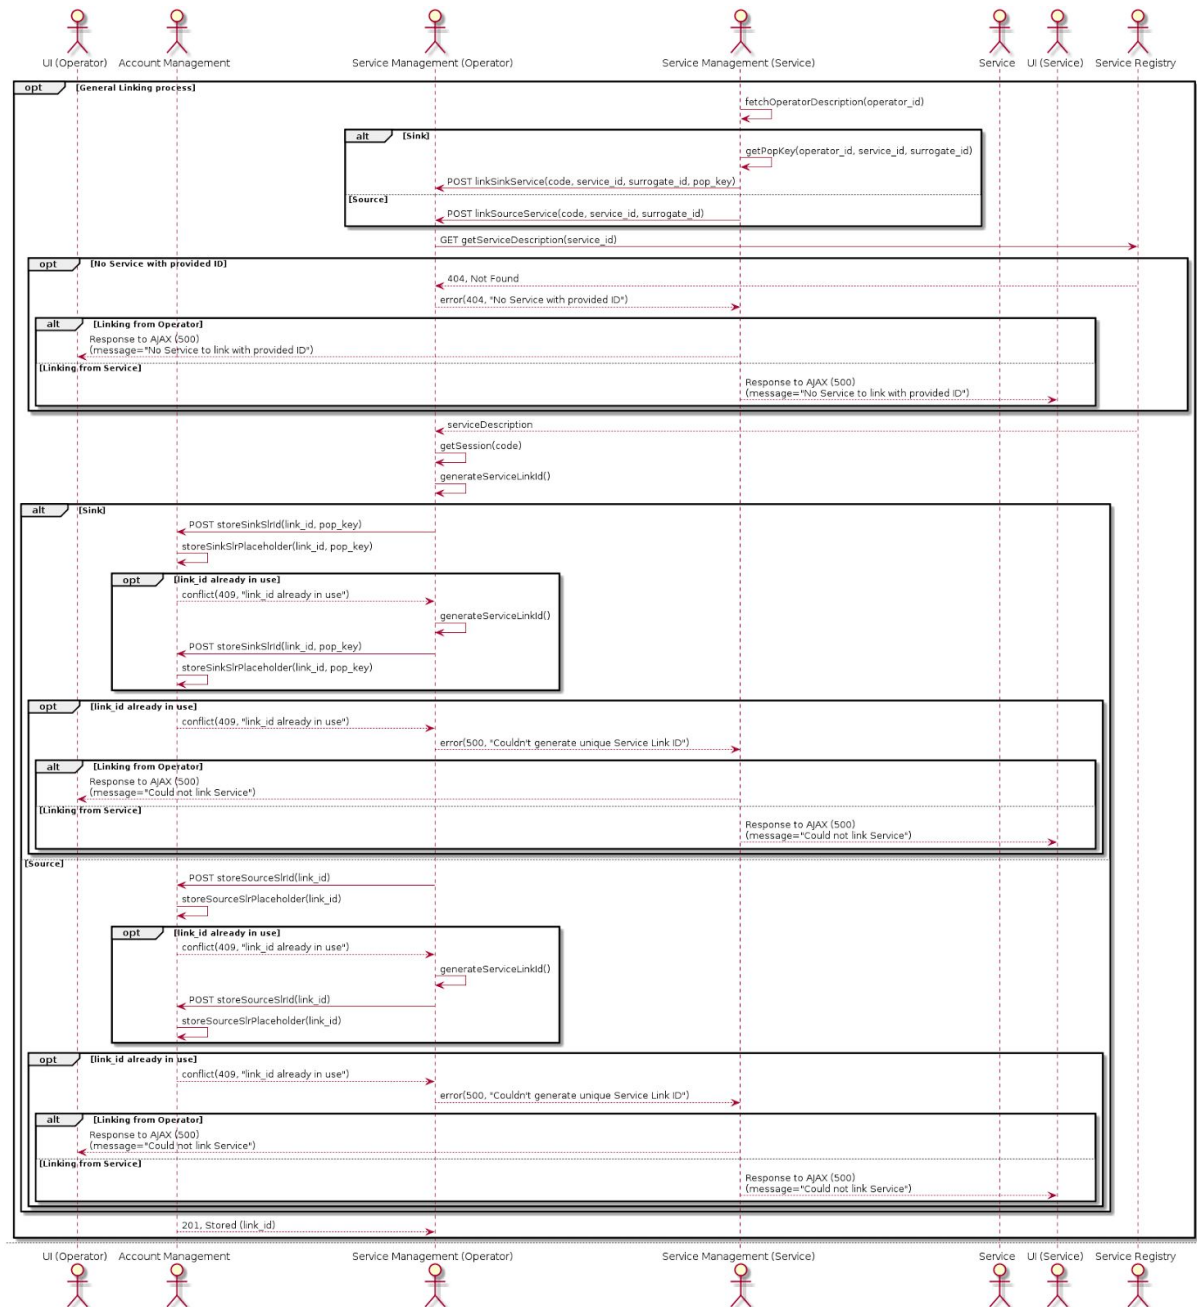 UI (Operator) Account Management Service Management (Operator) Service Management (Service) Service UI (Service) Service Registry
opt [General Linking process]
fetchOperatorDescription(operator_id)
alt [Sink]
getPopKey(operator_id, service_id, surrogate_id)
POST linkSinkService(code, service_id, surrogate_id, pop_key)
[Source]
POST linkSourceService(code, service_id, surrogate_id)
GET getServiceDescription(service_id)
opt [No Service with provided ID]
404, Not Found
error(404, "No Service with provided ID")
alt [Linking from Operator]
Response to AJAX (500)
(message="No Service to link with provided ID")
[Linking from Service]
Response to AJAX (500)
(message="No Service to link with provided ID")
serviceDescription
getSession(code)
generateServiceLinkId()
alt [Sink]
POST storeSinkSlrId(link_id, pop_key)
storeSinkSlrPlaceholder(link_id, pop_key)
opt [link_id already in use]
conflict(409, "link_id already in use")
generateServiceLinkId()
POST storeSinkSlrId(link_id, pop_key)
storeSinkSlrPlaceholder(link_id, pop_key)
opt [link_id already in use]
conflict(409, "link_id already in use")
error(500, "Couldn't generate unique Service Link ID")
alt [Linking from Operator]
Response to AJAX (500)
(message="Could not link Service")
[Linking from Service]
Response to AJAX (500)
(message="Could not link Service")
[Source]
POST storeSourceSlrId(link_id)
storeSourceSlrPlaceholder(link_id)
opt [link_id already in use]
conflict(409, "link_id already in use")
generateServiceLinkId()
POST storeSourceSlrId(link_id)
storeSourceSlrPlaceholder(link_id)
opt [link_id already in use]
conflict(409, "link_id already in use")
error(500, "Couldn't generate unique Service Link ID")
alt [Linking from Operator]
Response to AJAX (500)
(message="Could not link Service")
[Linking from Service]
Response to AJAX (500)
(message="Could not link Service")
201, Stored (link_id)
UI (Operator) Account Management Service Management (Operator) Service Management (Service) Service UI (Service) Service Registry